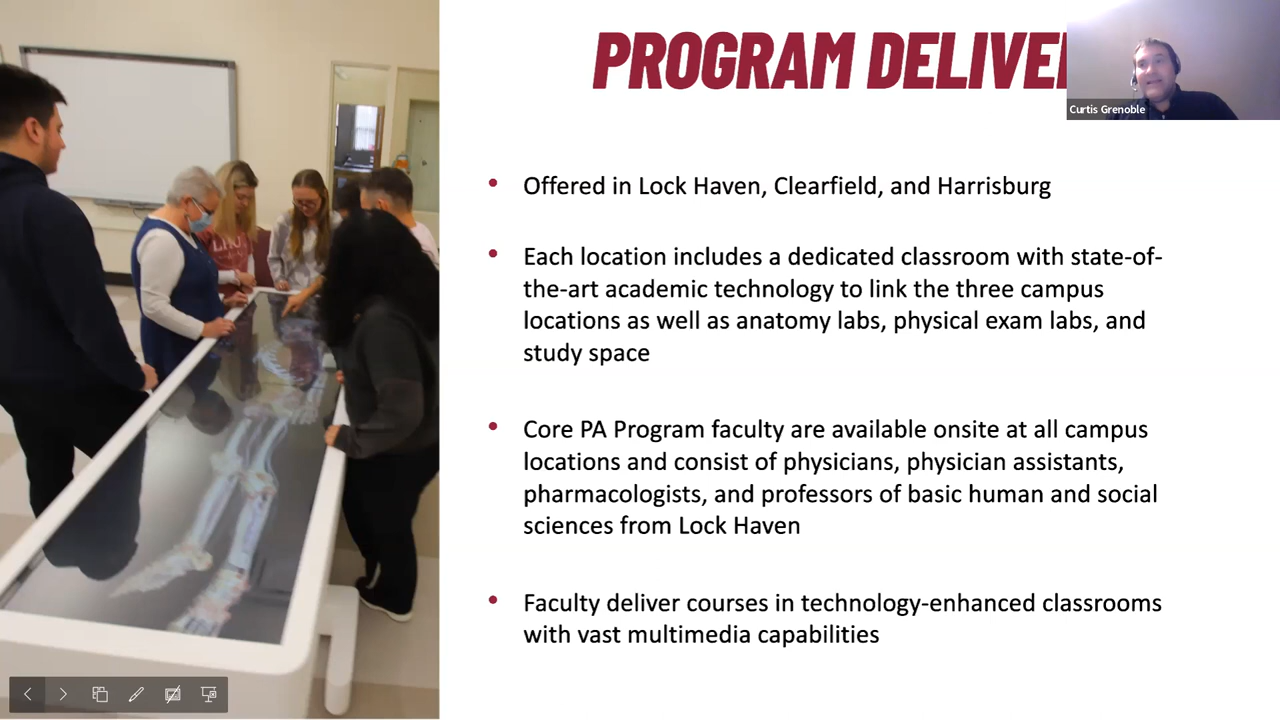 PROGRAM DELIVE
Curtis Grenoble
• Offered in Lock Haven, Clearfield, and Harrisburg
• Each location includes a dedicated classroom with state-of-
the-art academic technology to link the three campus
locations as well as anatomy labs, physical exam labs, and
study space
• Core PA Program faculty are available onsite at all campus
locations and consist of physicians, physician assistants,
pharmacologists, and professors of basic human and social
sciences from Lock Haven
• Faculty deliver courses in technology-enhanced classrooms
with vast multimedia capabilities